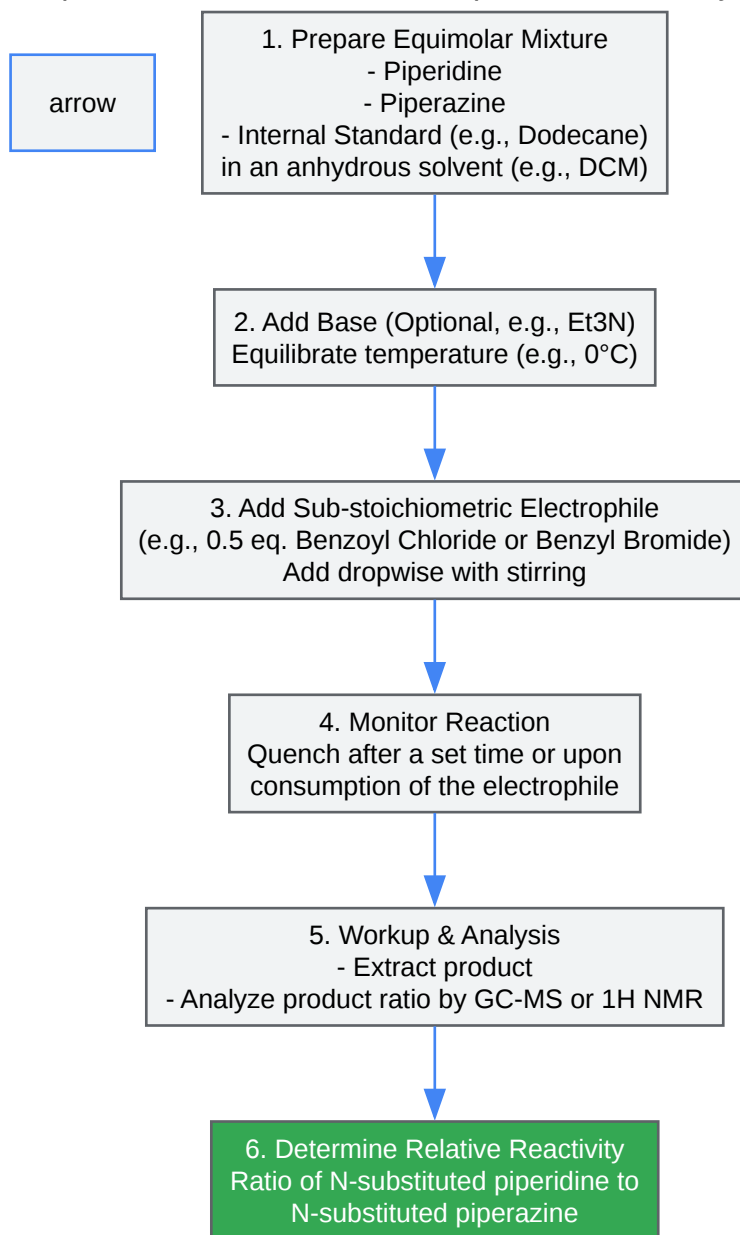 arrow
1. Prepare Equimolar Mixture
- Piperidine
- Piperazine
- Internal Standard (e.g., Dodecane)
in an anhydrous solvent (e.g., DCM)
2. Add Base (Optional, e.g., Et3N)
Equilibrate temperature (e.g., 0°C)
3. Add Sub-stoichiometric Electrophile
(e.g., 0.5 eq. Benzoyl Chloride or Benzyl Bromide)
Add dropwise with stirring
4. Monitor Reaction
Quench after a set time or upon
consumption of the electrophile
5. Workup & Analysis
- Extract product
- Analyze product ratio by GC-MS or 1H NMR
6. Determine Relative Reactivity
Ratio of N-substituted piperidine to
N-substituted piperazine